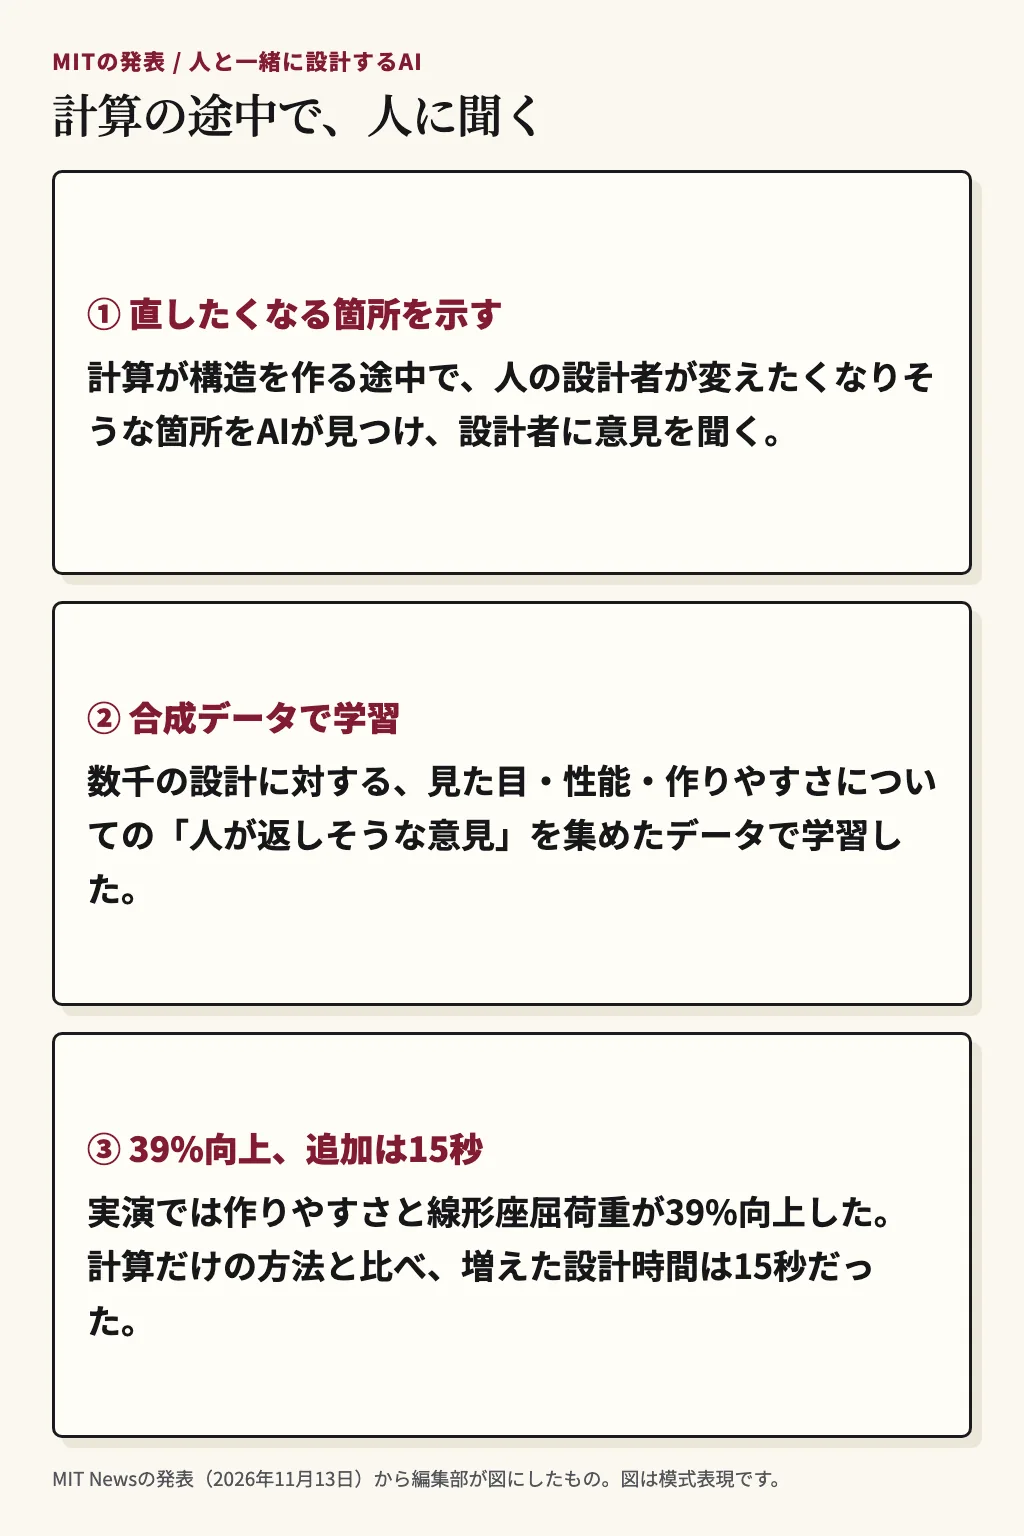 MITの発表 / 人と一緒に設計するAI
計算の途中で、人に聞く
① 直したくなる箇所を示す
計算が構造を作る途中で、人の設計者が変えたくなりそ
うな箇所をAIが見つけ、設計者に意見を聞く。
② 合成データで学習
数千の設計に対する、見た目・性能・作りやすさについ
ての「人が返しそうな意見」を集めたデータで学習し
た。
③ 39%向上、追加は15秒
実演では作りやすさと線形座屈荷重が39%向上した。
計算だけの方法と比べ、増えた設計時間は15秒だっ
た。
MIT Newsの発表（2026年11月13日）から編集部が図にしたもの。図は模式表現です。